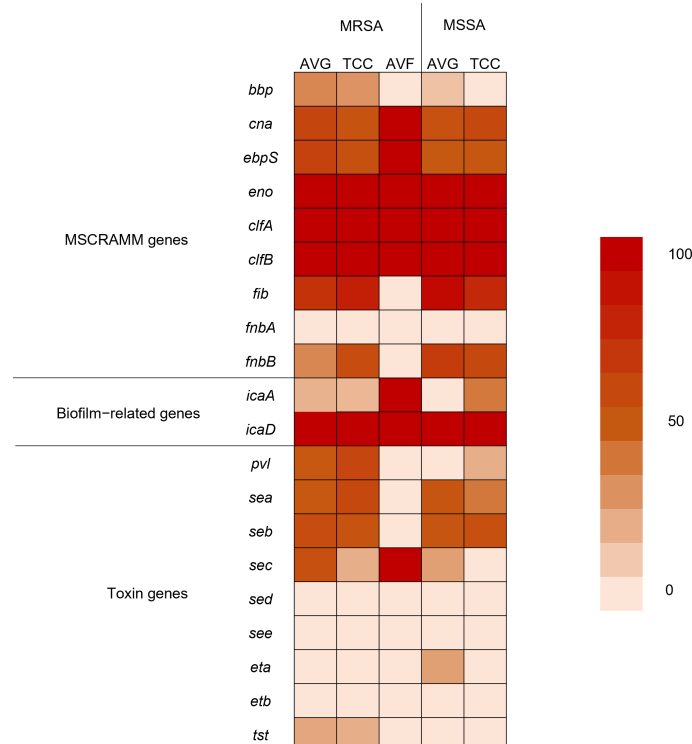 MRSA MSSA
AVG TCC AVF AVG TCC
bbp
cna
ebpS
eno
clfA
MSCRAMM genes
clfB
fib
fnbA
fnbB
icaA
Biofilm−related genes
icaD
pvl
sea
seb
sec
Toxin genes
sed
see
eta
etb
tst
100
50
0